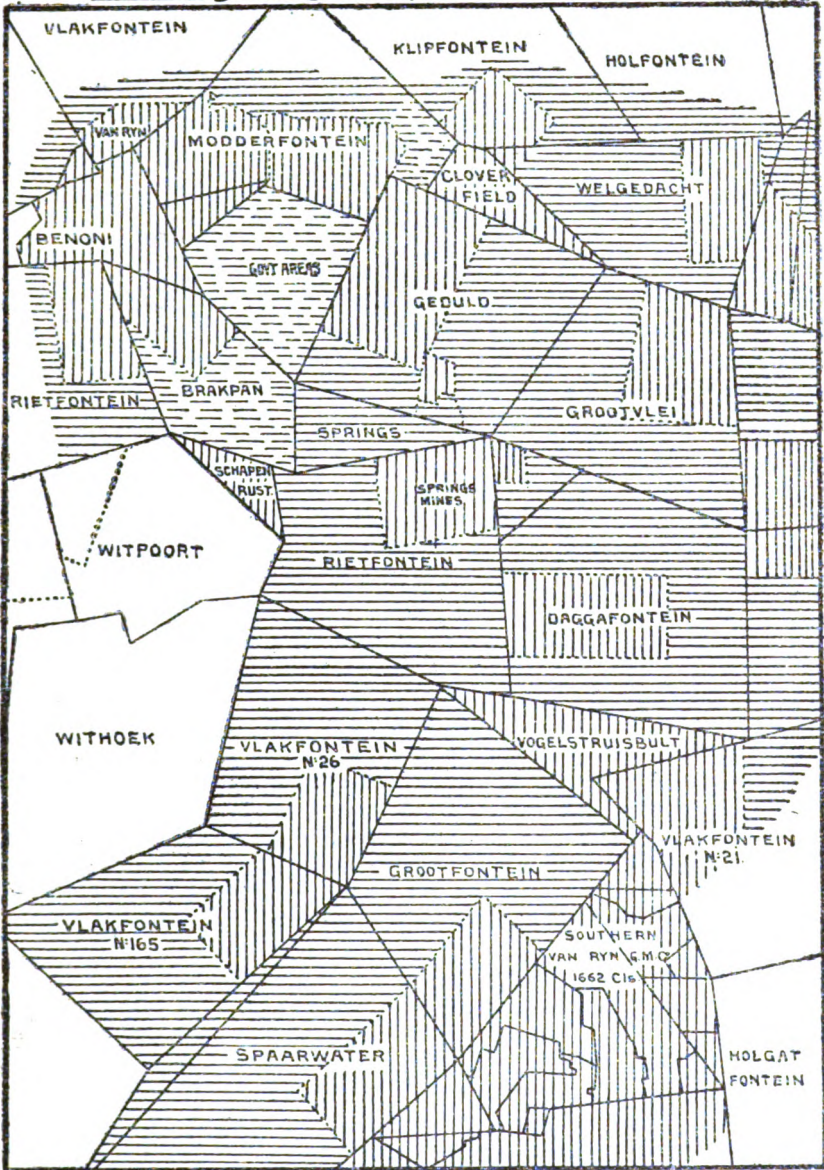 VLAKFONTEIN
KLIPFONTEIN
HOLFONTEIN
VAN RYN
MODDERFONTEIN
CLOVER
FIELD
WELGEDACHT
BENONI
GOVT AREAS
GEDULD
BRAKPAN
RIETFONTEIN
SPRINGS
GROOTVLEI
SCHAPEN
RUST
SPRINGS
MINES
WITPOORT
RIETFONTEIN
DAGGAFONTEIN
WITHOEK
VLAKFONTEIN
Nº26
VOGELSTRUISBULT
VLAKFONTEIN
Nº21
GROOTFONTEIN
VLAKFONTEIN
Nº165
SOUTHERN
VAN RYN G.M.C
1662 Cls
SPAARWATER
HOLGAT
FONTEIN